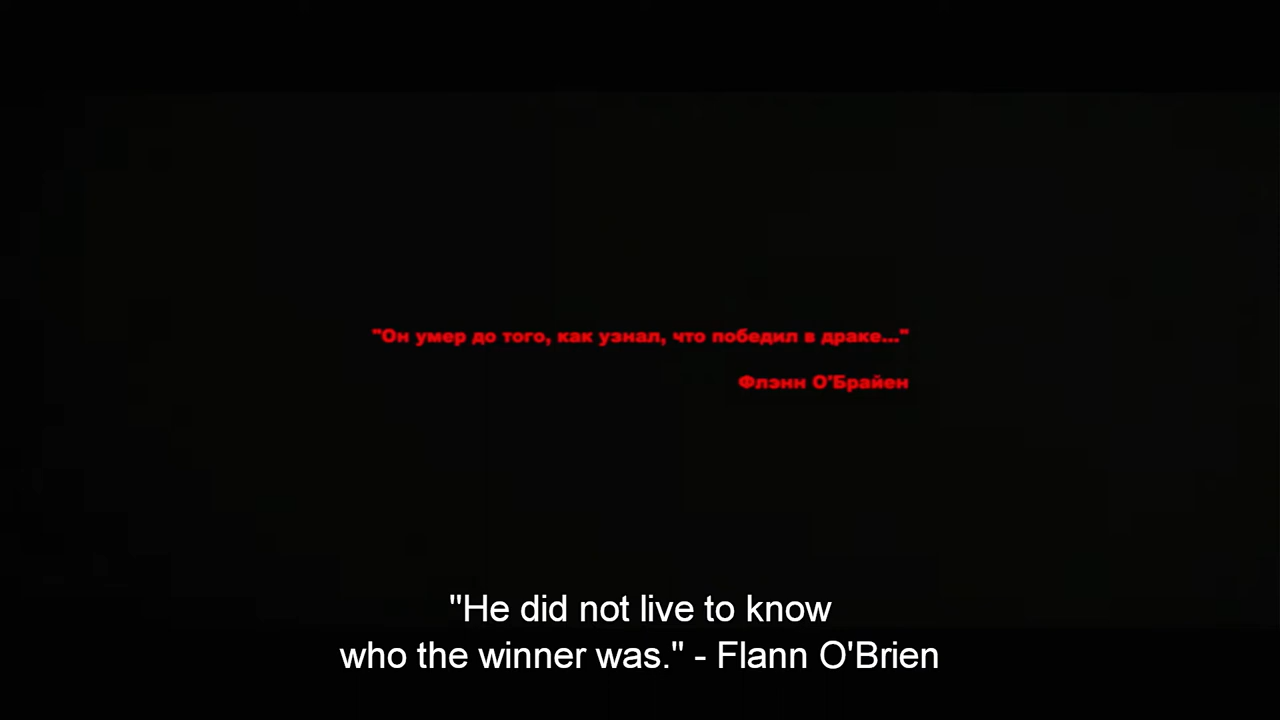 "Он умер до того, как узнал, что победил в драке..."
Флэнн О'Брайен
"He did not live to know
who the winner was." - Flann O'Brien